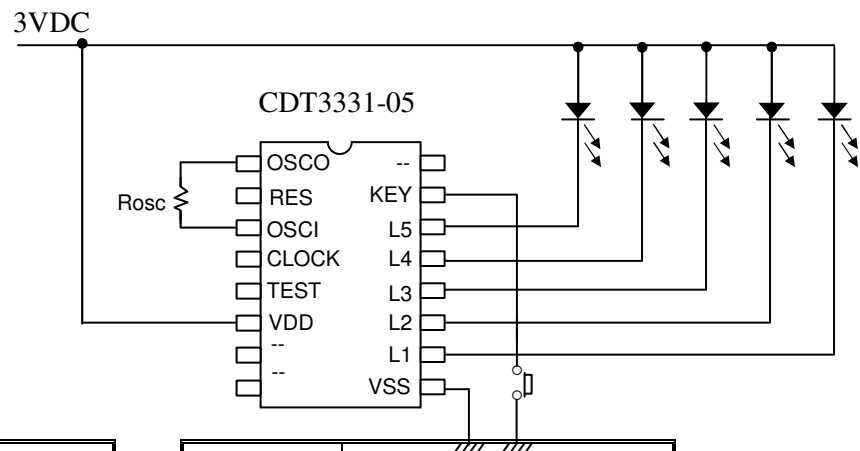 3VDC
CDT3331-05
OSCO
--
RES
KEY
Rosc
OSCI
L5
CLOCK
L4
TEST
L3
VDD
L2
--
L1
--
VSS